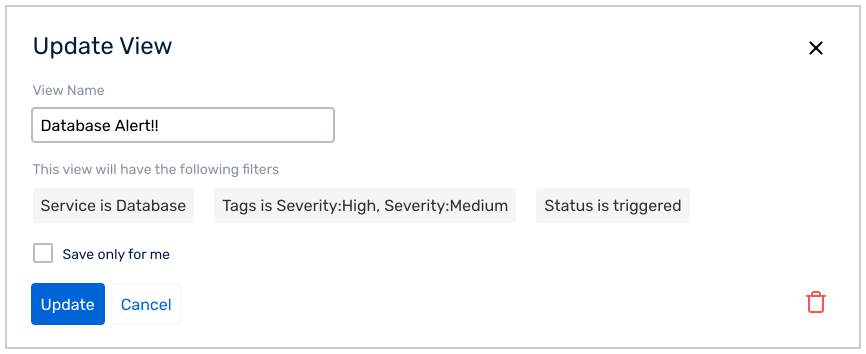 Update View
View Name
Database Alert!!
This view will have the following filters
Service is Database Tags is Severity:High, Severity:Medium Status is triggered
Save only for me
Update Cancel